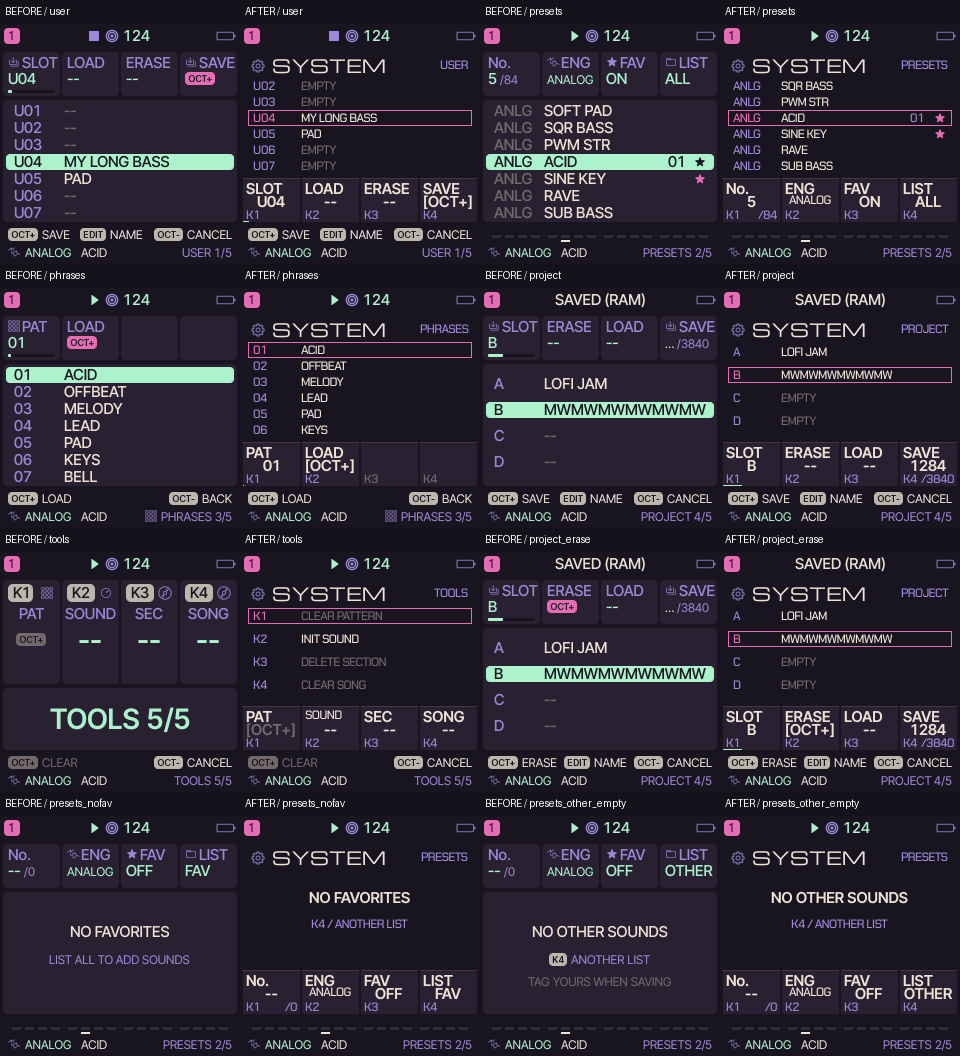 BEFORE / user
1
124
SLOT LOAD ERASE SAVE
U04 -- -- OCT+
U01 --
U02 --
U03 --
U04 MY LONG BASS
U05 PAD
U06 --
U07 --
OCT+ SAVE EDIT NAME OCT- CANCEL
ANALOG ACID USER 1/5
AFTER / user
1
124
SYSTEM USER
U02 EMPTY
U03 EMPTY
U04 MY LONG BASS
U05 PAD
U06 EMPTY
U07 EMPTY
SLOT LOAD ERASE SAVE
U04 -- -- [OCT+]
K1 K2 K3 K4
OCT+ SAVE EDIT NAME OCT- CANCEL
ANALOG ACID USER 1/5
BEFORE / presets
1
124
No. ENG FAV LIST
5 /84 ANALOG ON ALL
ANLG SOFT PAD
ANLG SQR BASS
ANLG PWM STR
ANLG ACID 01
ANLG SINE KEY
ANLG RAVE
ANLG SUB BASS
ANALOG ACID PRESETS 2/5
AFTER / presets
1
124
SYSTEM PRESETS
ANLG SQR BASS
ANLG PWM STR
ANLG ACID 01
ANLG SINE KEY
ANLG RAVE
ANLG SUB BASS
No. ENG FAV LIST
5 ANALOG ON ALL
K1 /84 K2 K3 K4
ANALOG ACID PRESETS 2/5
BEFORE / phrases
1
124
PAT LOAD
01 OCT+
01 ACID
02 OFFBEAT
03 MELODY
04 LEAD
05 PAD
06 KEYS
07 BELL
OCT+ LOAD OCT- BACK
ANALOG ACID PHRASES 3/5
AFTER / phrases
1
124
SYSTEM PHRASES
01 ACID
02 OFFBEAT
03 MELODY
04 LEAD
05 PAD
06 KEYS
PAT LOAD
01 [OCT+]
K1 K2 K3 K4
OCT+ LOAD OCT- BACK
ANALOG ACID PHRASES 3/5
BEFORE / project
1
SAVED (RAM)
SLOT ERASE LOAD SAVE
B -- -- ... /3840
A LOFI JAM
B MWMWMWMWMWMW
C --
D --
OCT+ SAVE EDIT NAME OCT- CANCEL
ANALOG ACID PROJECT 4/5
AFTER / project
1
SAVED (RAM)
SYSTEM PROJECT
A LOFI JAM
B MWMWMWMWMWMW
C EMPTY
D EMPTY
SLOT ERASE LOAD SAVE
B -- -- 1284
K1 K2 K3 K4 /3840
OCT+ SAVE EDIT NAME OCT- CANCEL
ANALOG ACID PROJECT 4/5
BEFORE / tools
1
124
K1 K2 K3 K4
PAT SOUND SEC SONG
OCT+ -- -- --
TOOLS 5/5
OCT+ CLEAR OCT- CANCEL
ANALOG ACID TOOLS 5/5
AFTER / tools
1
124
SYSTEM TOOLS
K1 CLEAR PATTERN
K2 INIT SOUND
K3 DELETE SECTION
K4 CLEAR SONG
PAT SOUND SEC SONG
[OCT+] -- -- --
K1 K2 K3 K4
OCT+ CLEAR OCT- CANCEL
ANALOG ACID TOOLS 5/5
BEFORE / project_erase
1
SAVED (RAM)
SLOT ERASE LOAD SAVE
B OCT+ -- ... /3840
A LOFI JAM
B MWMWMWMWMWMW
C --
D --
OCT+ ERASE EDIT NAME OCT- CANCEL
ANALOG ACID PROJECT 4/5
AFTER / project_erase
1
SAVED (RAM)
SYSTEM PROJECT
A LOFI JAM
B MWMWMWMWMWMW
C EMPTY
D EMPTY
SLOT ERASE LOAD SAVE
B [OCT+] -- 1284
K1 K2 K3 K4 /3840
OCT+ ERASE EDIT NAME OCT- CANCEL
ANALOG ACID PROJECT 4/5
BEFORE / presets_nofav
1
124
No. ENG FAV LIST
-- /0 ANALOG OFF FAV
NO FAVORITES
LIST ALL TO ADD SOUNDS
ANALOG ACID PRESETS 2/5
AFTER / presets_nofav
1
124
SYSTEM PRESETS
NO FAVORITES
K4 / ANOTHER LIST
No. ENG FAV LIST
-- ANALOG OFF FAV
K1 /0 K2 K3 K4
ANALOG ACID PRESETS 2/5
BEFORE / presets_other_empty
1
124
No. ENG FAV LIST
-- /0 ANALOG OFF OTHER
NO OTHER SOUNDS
K4 ANOTHER LIST
TAG YOURS WHEN SAVING
ANALOG ACID PRESETS 2/5
AFTER / presets_other_empty
1
124
SYSTEM PRESETS
NO OTHER SOUNDS
K4 / ANOTHER LIST
No. ENG FAV LIST
-- ANALOG OFF OTHER
K1 /0 K2 K3 K4
ANALOG ACID PRESETS 2/5